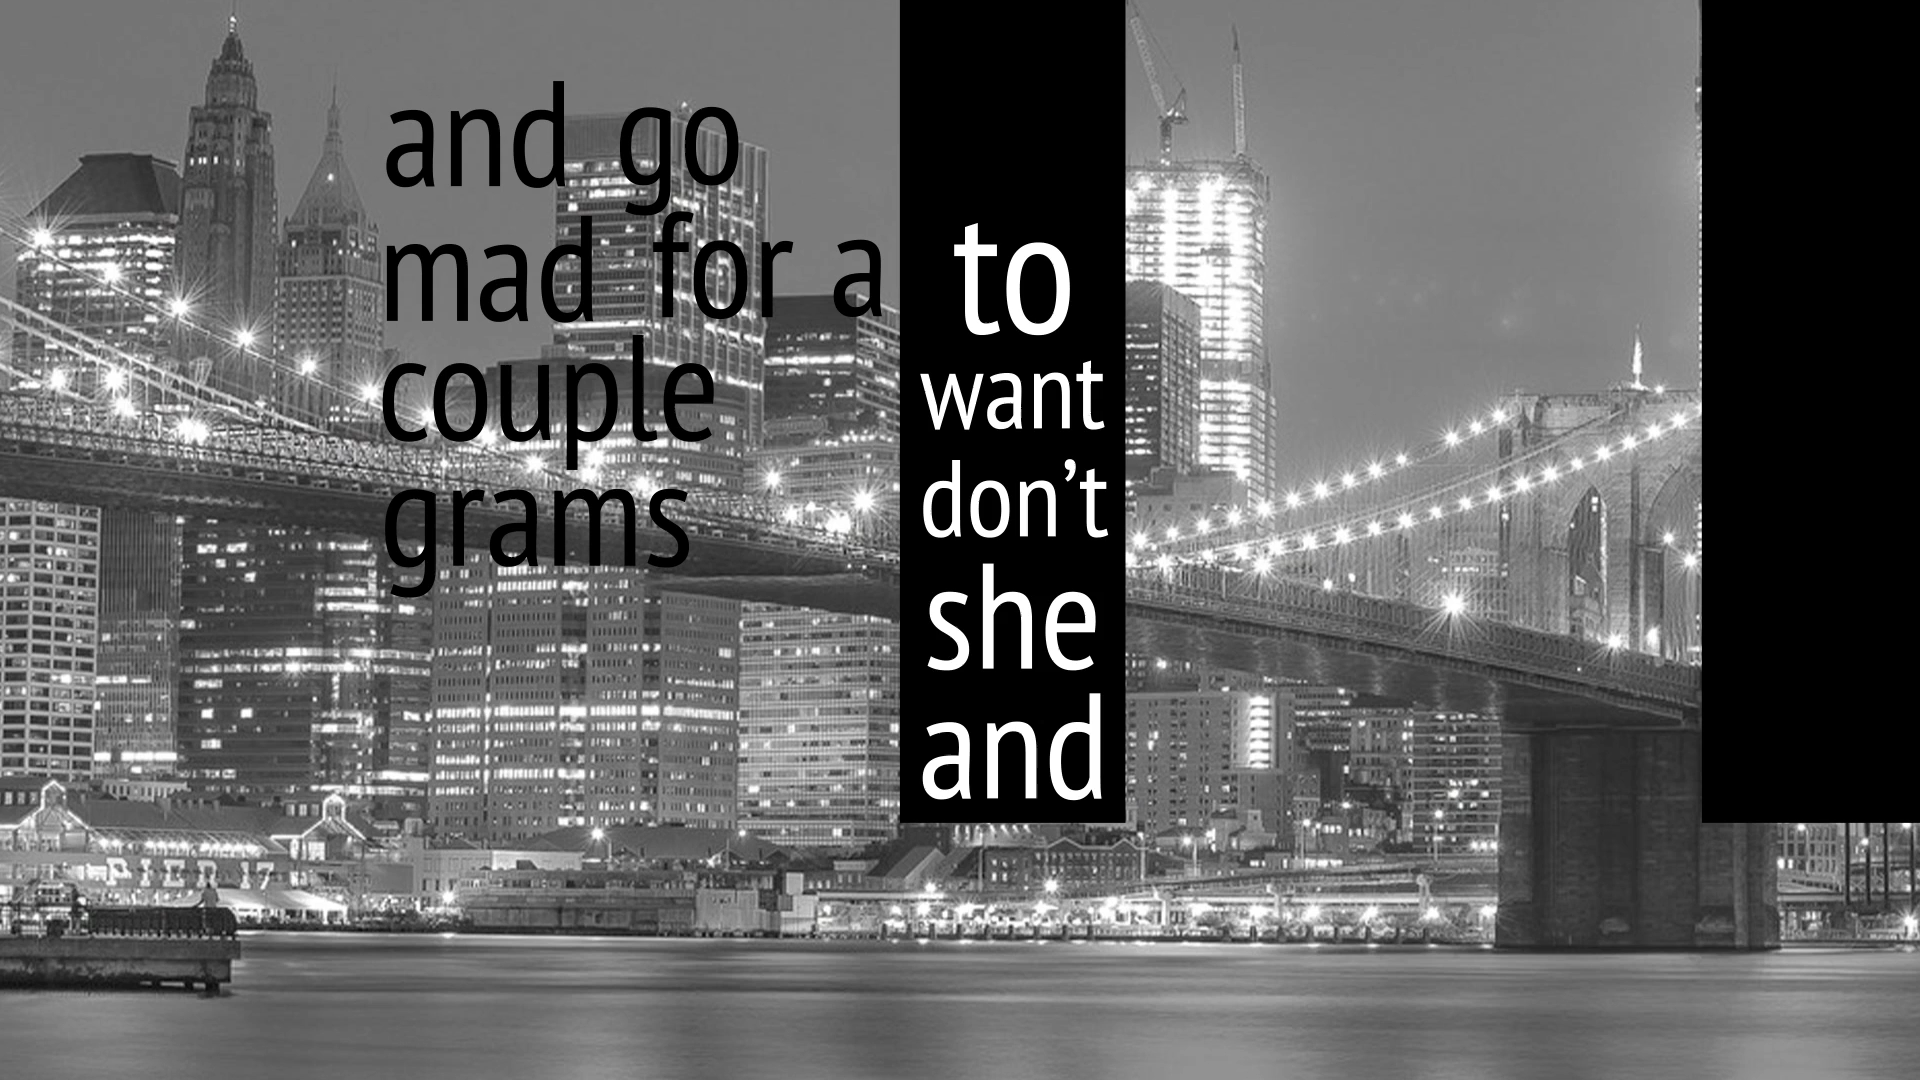 and go
mad for a
couple
grams
to
want
don’t
she
and
PIER 17